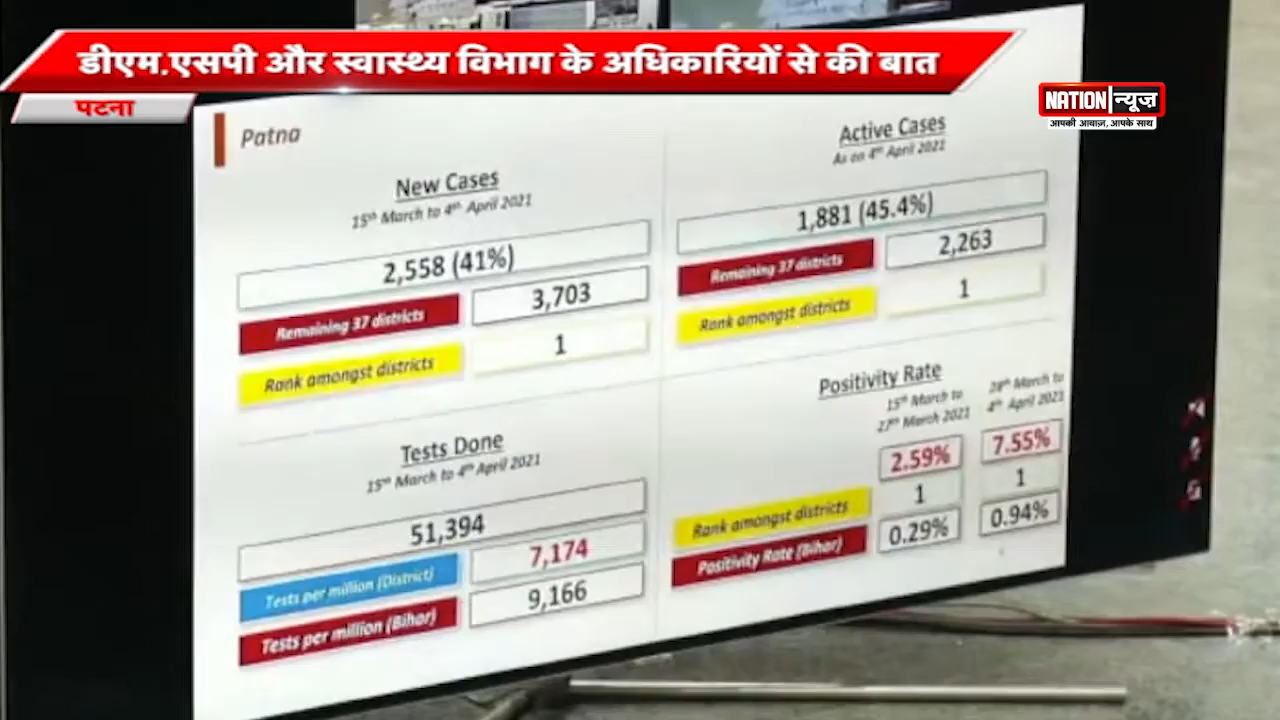 डीएम.एसपी और स्वास्थ्य विभाग के अधिकारियों से की बात
पटना
NATION न्यूज़
आपकी आवाज़, आपके साथ
Patna
New Cases
15th March to 4th April 2021
2,558 (41%)
Remaining 37 districts 3,703
Rank amongst districts 1
Active Cases
As on 4th April 2021
1,881 (45.4%)
Remaining 37 districts 2,263
Rank amongst districts 1
Tests Done
15th March to 4th April 2021
51,394
Tests per million (District) 7,174
Tests per million (Bihar) 9,166
Positivity Rate
15th March to 27th March 2021
28th March to 4th April 2021
2.59% 7.55%
Rank amongst districts 1 1
Positivity Rate (Bihar) 0.29% 0.94%